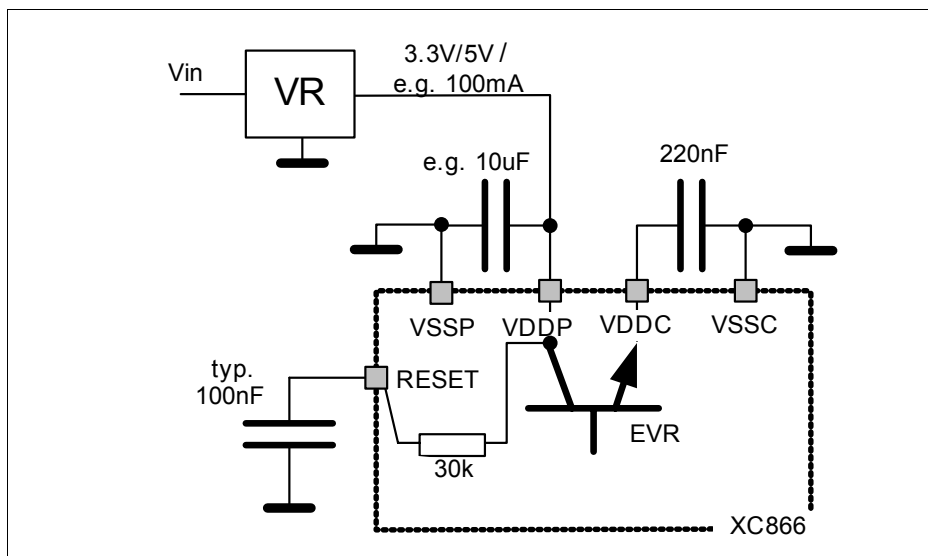 3.3V/5V /
e.g. 100mA
Vin
VR
e.g. 10uF
220nF
VSSP
VDDP
VDDC
VSSC
typ.
100nF
RESET
30k
EVR
XC866